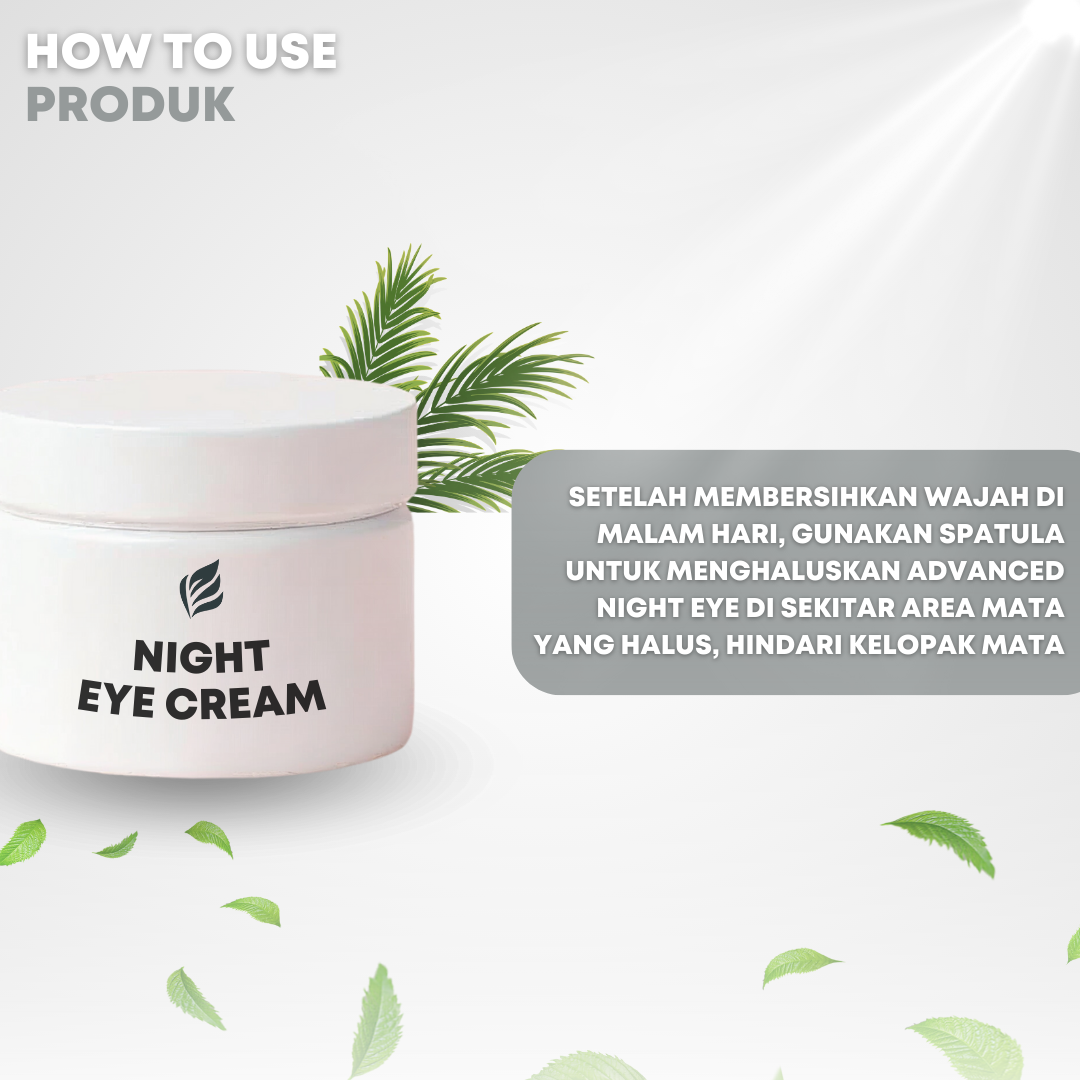 HOW TO USE
PRODUK
NIGHT
EYE CREAM
SETELAH MEMBERSIHKAN WAJAH DI
MALAM HARI, GUNAKAN SPATULA
UNTUK MENGHALUSKAN ADVANCED
NIGHT EYE DI SEKITAR AREA MATA
YANG HALUS, HINDARI KELOPAK MATA